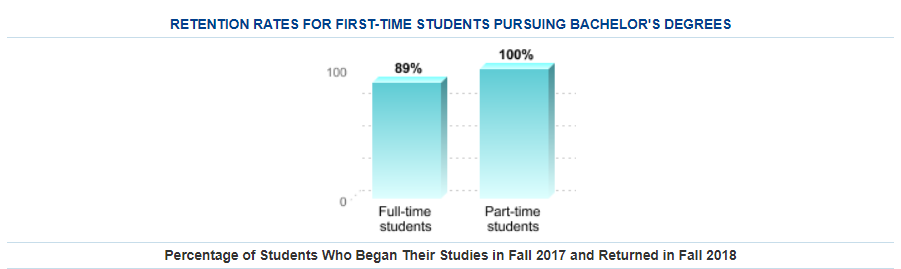 RETENTION RATES FOR FIRST-TIME STUDENTS PURSUING BACHELOR'S DEGREES
100%
89%
100
0
Full-time Part-time
students students
Percentage of Students Who Began Their Studies in Fall 2017 and Returned in Fall 2018